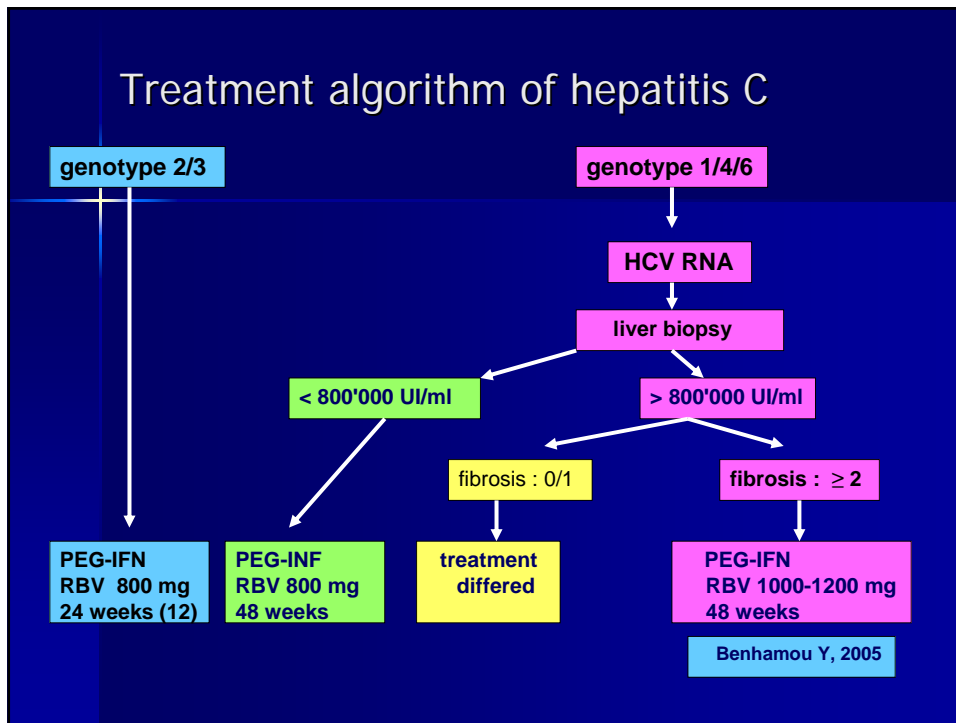 Treatment algorithm of hepatitis C
genotype 2/3
genotype 1/4/6
HCV RNA
liver biopsy
< 800'000 UI/ml
> 800'000 UI/ml
fibrosis : 0/1
fibrosis : ≥ 2
PEG-IFN
RBV 800 mg
24 weeks (12)
PEG-INF
RBV 800 mg
48 weeks
treatment
differed
PEG-IFN
RBV 1000-1200 mg
48 weeks
Benhamou Y, 2005